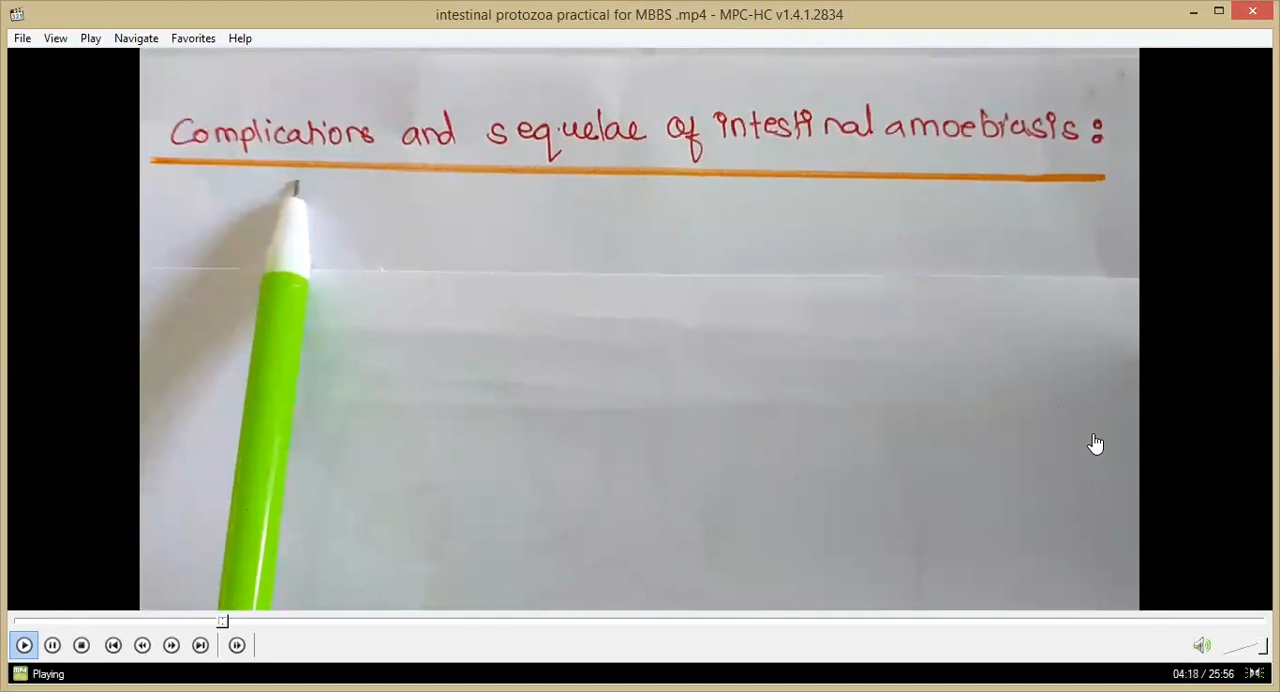 intestinal protozoa practical for MBBS .mp4 - MPC-HC v1.4.1.2834
File View Play Navigate Favorites Help
Complications and sequelae of intestinal amoebiasis:
Playing
04:18 / 25:56